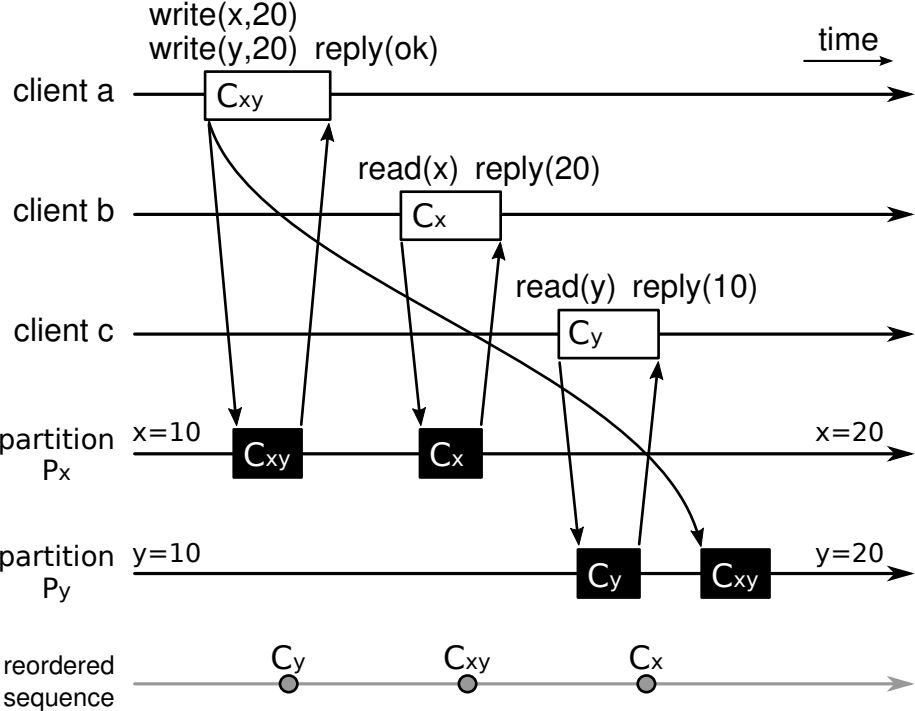 write(x,20)
write(y,20) reply(ok)
time
client a
Cxy
read(x) reply(20)
client b
Cx
read(y) reply(10)
client c
Cy
partition Px
x=10
x=20
Cxy
Cx
partition Py
y=10
y=20
Cy
Cxy
reordered sequence
Cy
Cxy
Cx